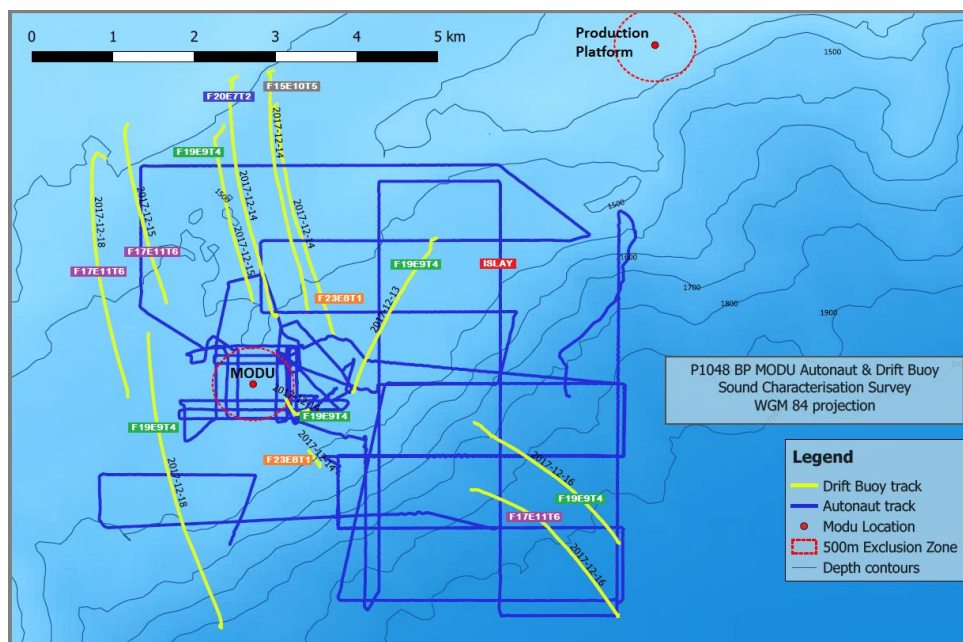 0 1 2 3 4 5 km
Production
Platform
1500
F15E10T5
F20E7T2
2017-12-14
F19E9T4
2017-12-14
2017-12-14
2017-12-18
2017-12-15
1500
1500
F17E11T6
F17E11T6
2017-12-15
F19E9T4
ISLAY
1600
1700
1800
1900
F23E8T1
2017-12-13
MODU
P1048 BP MODU Autonaut & Drift Buoy
Sound Characterisation Survey
WGM 84 projection
F19E9T4
F19E9T4
F23E8T1
2017-12-14
2017-12-16
F19E9T4
F17E11T6
2017-12-18
2017-12-16
Legend
Drift Buoy track
Autonaut track
Modu Location
500m Exclusion Zone
Depth contours